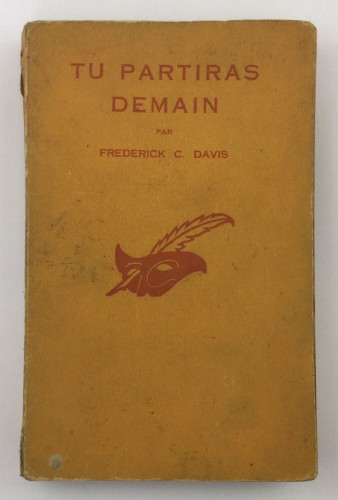 TU PARTIRAS
DEMAIN
PAR
FREDERICK C. DAVIS